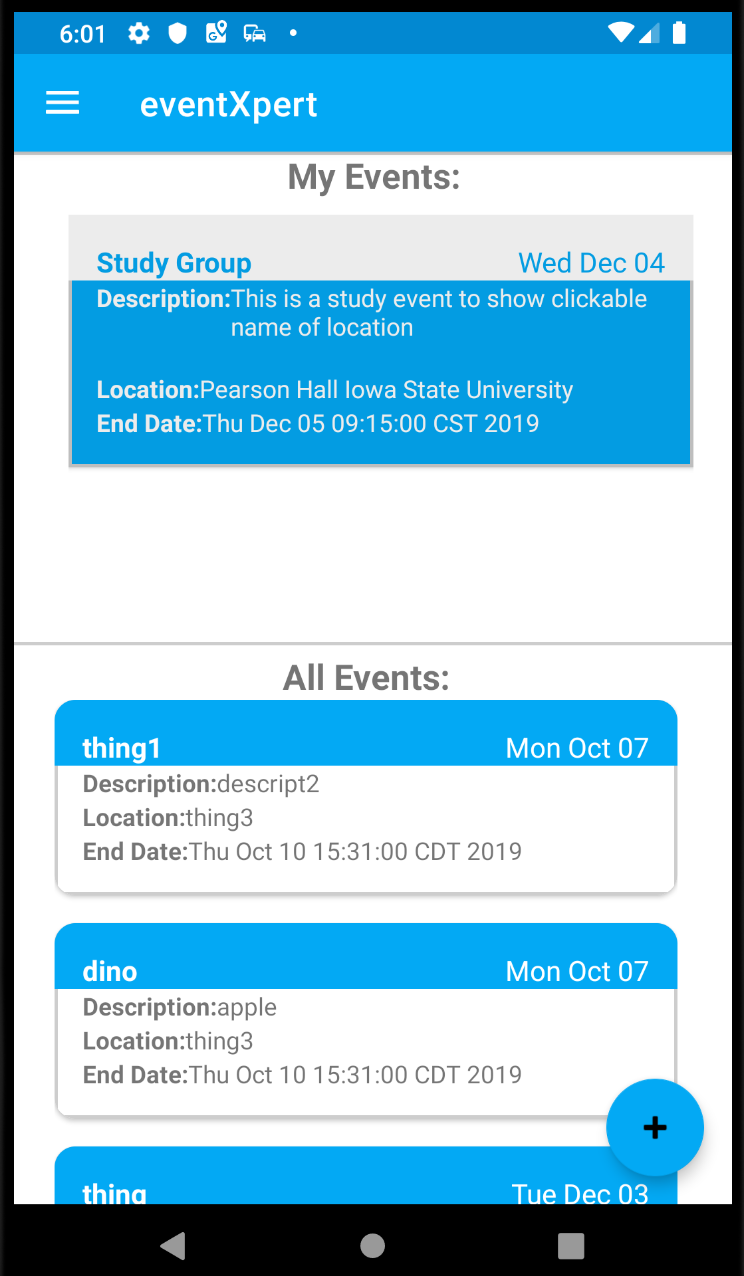 6:01
eventXpert
My Events:
Study Group Wed Dec 04
Description:This is a study event to show clickable
name of location
Location:Pearson Hall Iowa State University
End Date:Thu Dec 05 09:15:00 CST 2019
All Events:
thing1 Mon Oct 07
Description:descript2
Location:thing3
End Date:Thu Oct 10 15:31:00 CDT 2019
dino Mon Oct 07
Description:apple
Location:thing3
End Date:Thu Oct 10 15:31:00 CDT 2019
+
thing Tue Dec 03